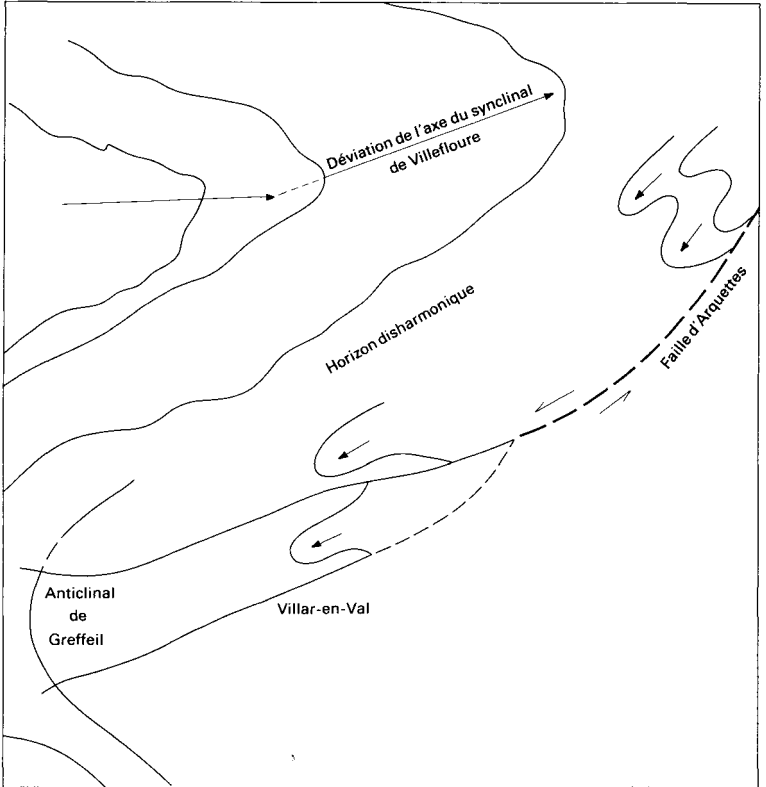 Déviation de l'axe du synclinal
de Villefloure
Horizon disharmonique
Faille d'Arquettes
Anticlinal
de
Greffeil
Villar-en-Val